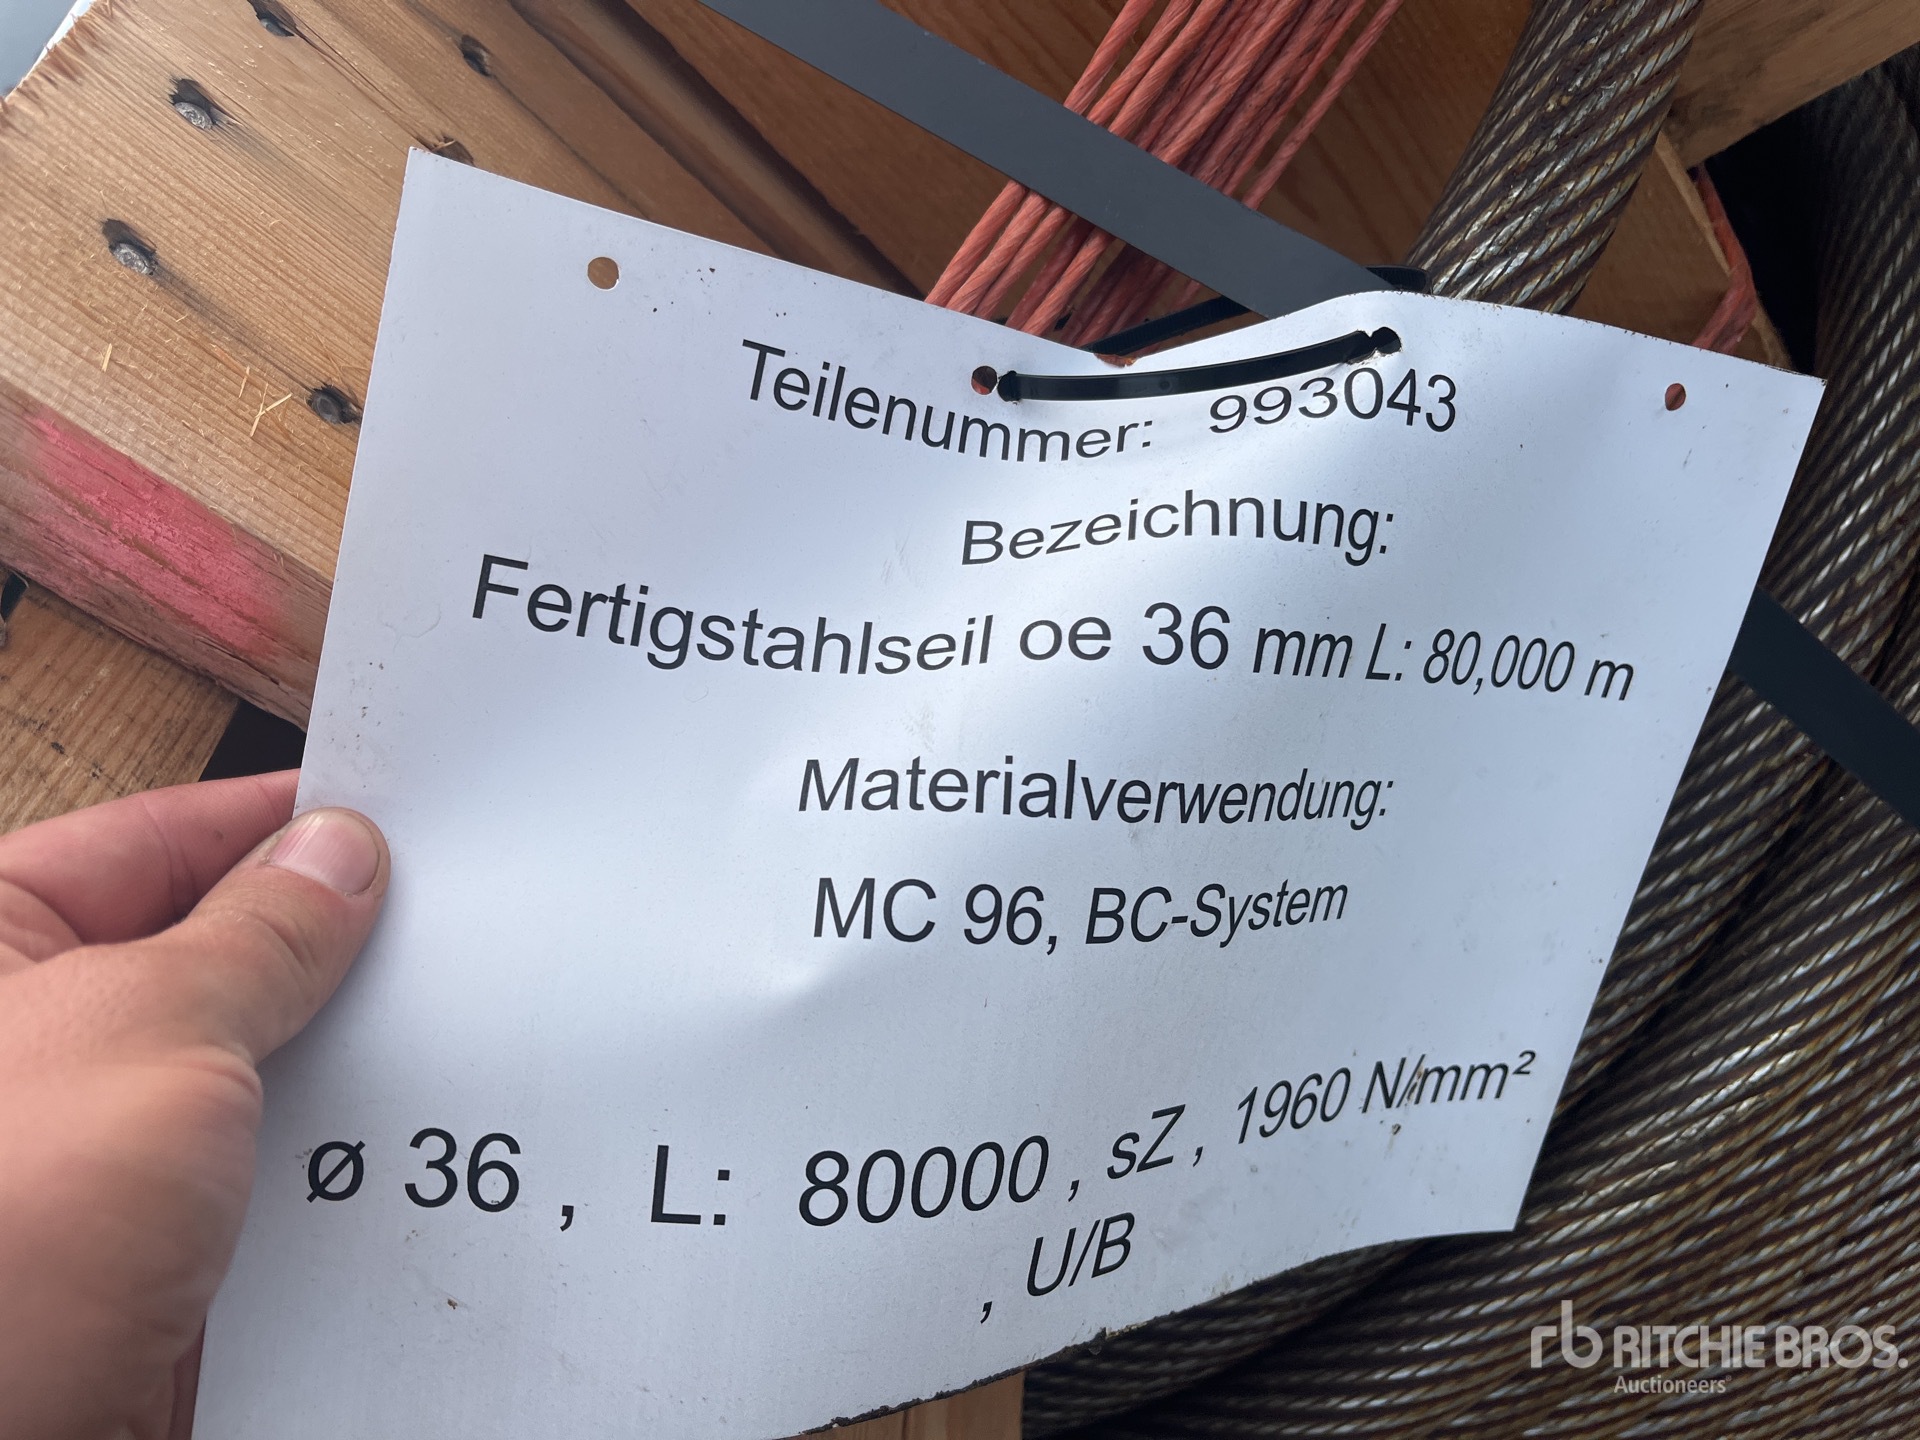 Teilenummer: 993043
Bezeichnung:
Fertigstahlseil oe 36 mm L: 80,000 m
Materialverwendung:
MC 96, BC-System
ø 36 , L: 80000 , sZ , 1960 N/mm²
, U/B
rb RITCHIE BROS.
Auctioneers